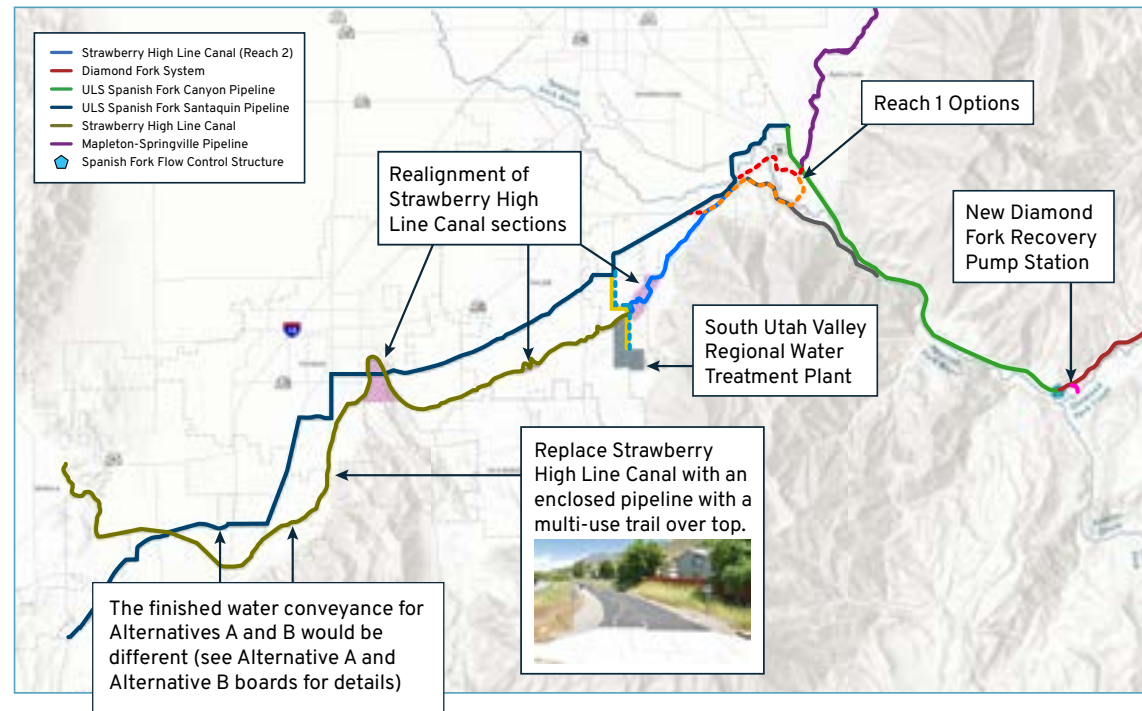 Strawberry High Line Canal (Reach 2)
Diamond Fork System
ULS Spanish Fork Canyon Pipeline
ULS Spanish Fork Santaquin Pipeline
Strawberry High Line Canal
Mapleton-Springville Pipeline
Spanish Fork Flow Control Structure
Reach 1 Options
Realignment of
Strawberry High
Line Canal sections
New Diamond
Fork Recovery
Pump Station
South Utah Valley
Regional Water
Treatment Plant
Replace Strawberry
High Line Canal with an
enclosed pipeline with a
multi-use trail over top.
The finished water conveyance for
Alternatives A and B would be
different (see Alternative A and
Alternative B boards for details)